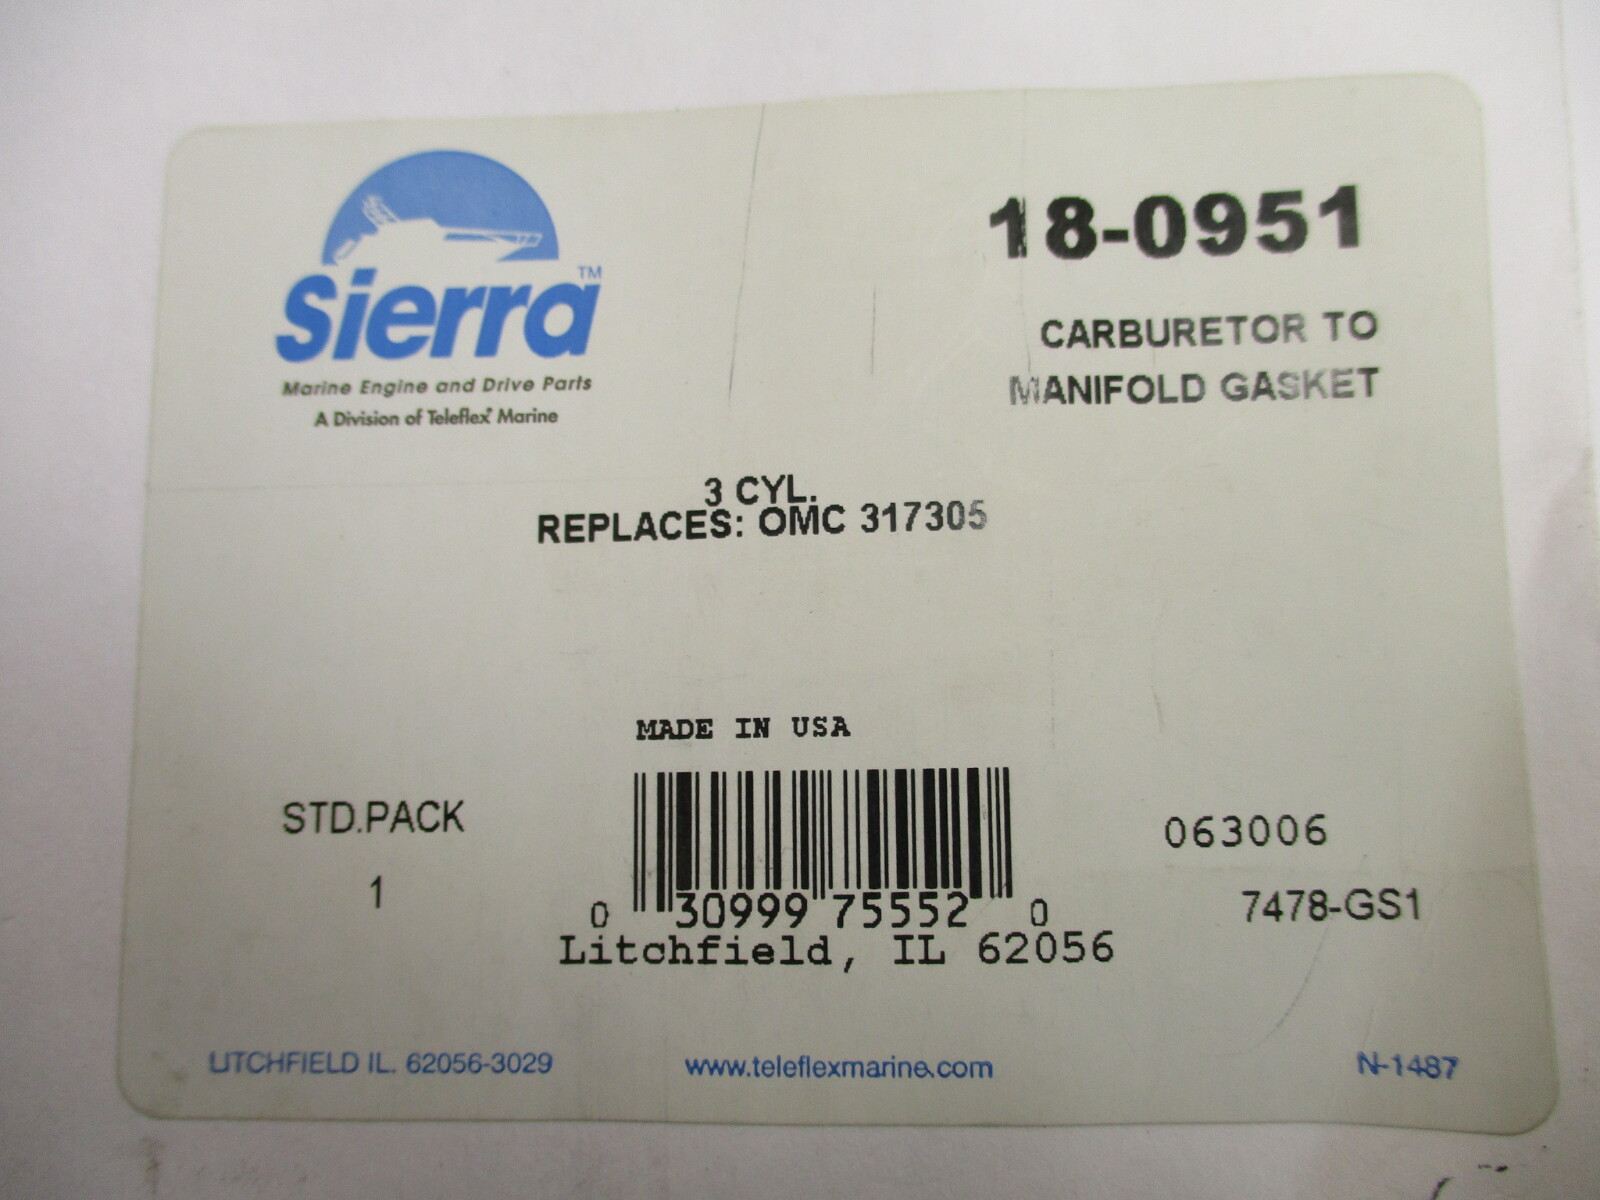 Sierra™
Marine Engine and Drive Parts
A Division of Teleflex® Marine
18-0951
CARBURETOR TO
MANIFOLD GASKET
3 CYL.
REPLACES: OMC 317305
MADE IN USA
STD.PACK
1
0 30999 75552 0
Litchfield, IL 62056
063006
7478-GS1
LITCHFIELD IL. 62056-3029
www.teleflexmarine.com
N-1487